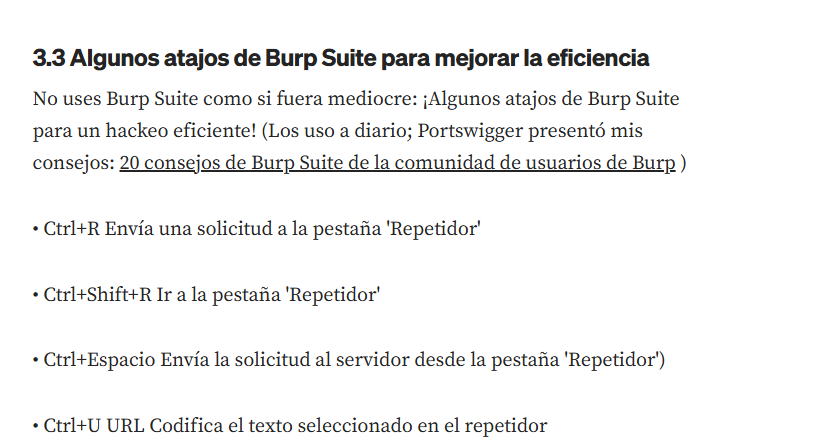 3.3 Algunos atajos de Burp Suite para mejorar la eficiencia
No uses Burp Suite como si fuera mediocre: ¡Algunos atajos de Burp Suite
para un hackeo eficiente! (Los uso a diario; Portswigger presentó mis
consejos: 20 consejos de Burp Suite de la comunidad de usuarios de Burp )
• Ctrl+R Envía una solicitud a la pestaña 'Repetidor'
• Ctrl+Shift+R Ir a la pestaña 'Repetidor'
• Ctrl+Espacio Envía la solicitud al servidor desde la pestaña 'Repetidor')
• Ctrl+U URL Codifica el texto seleccionado en el repetidor